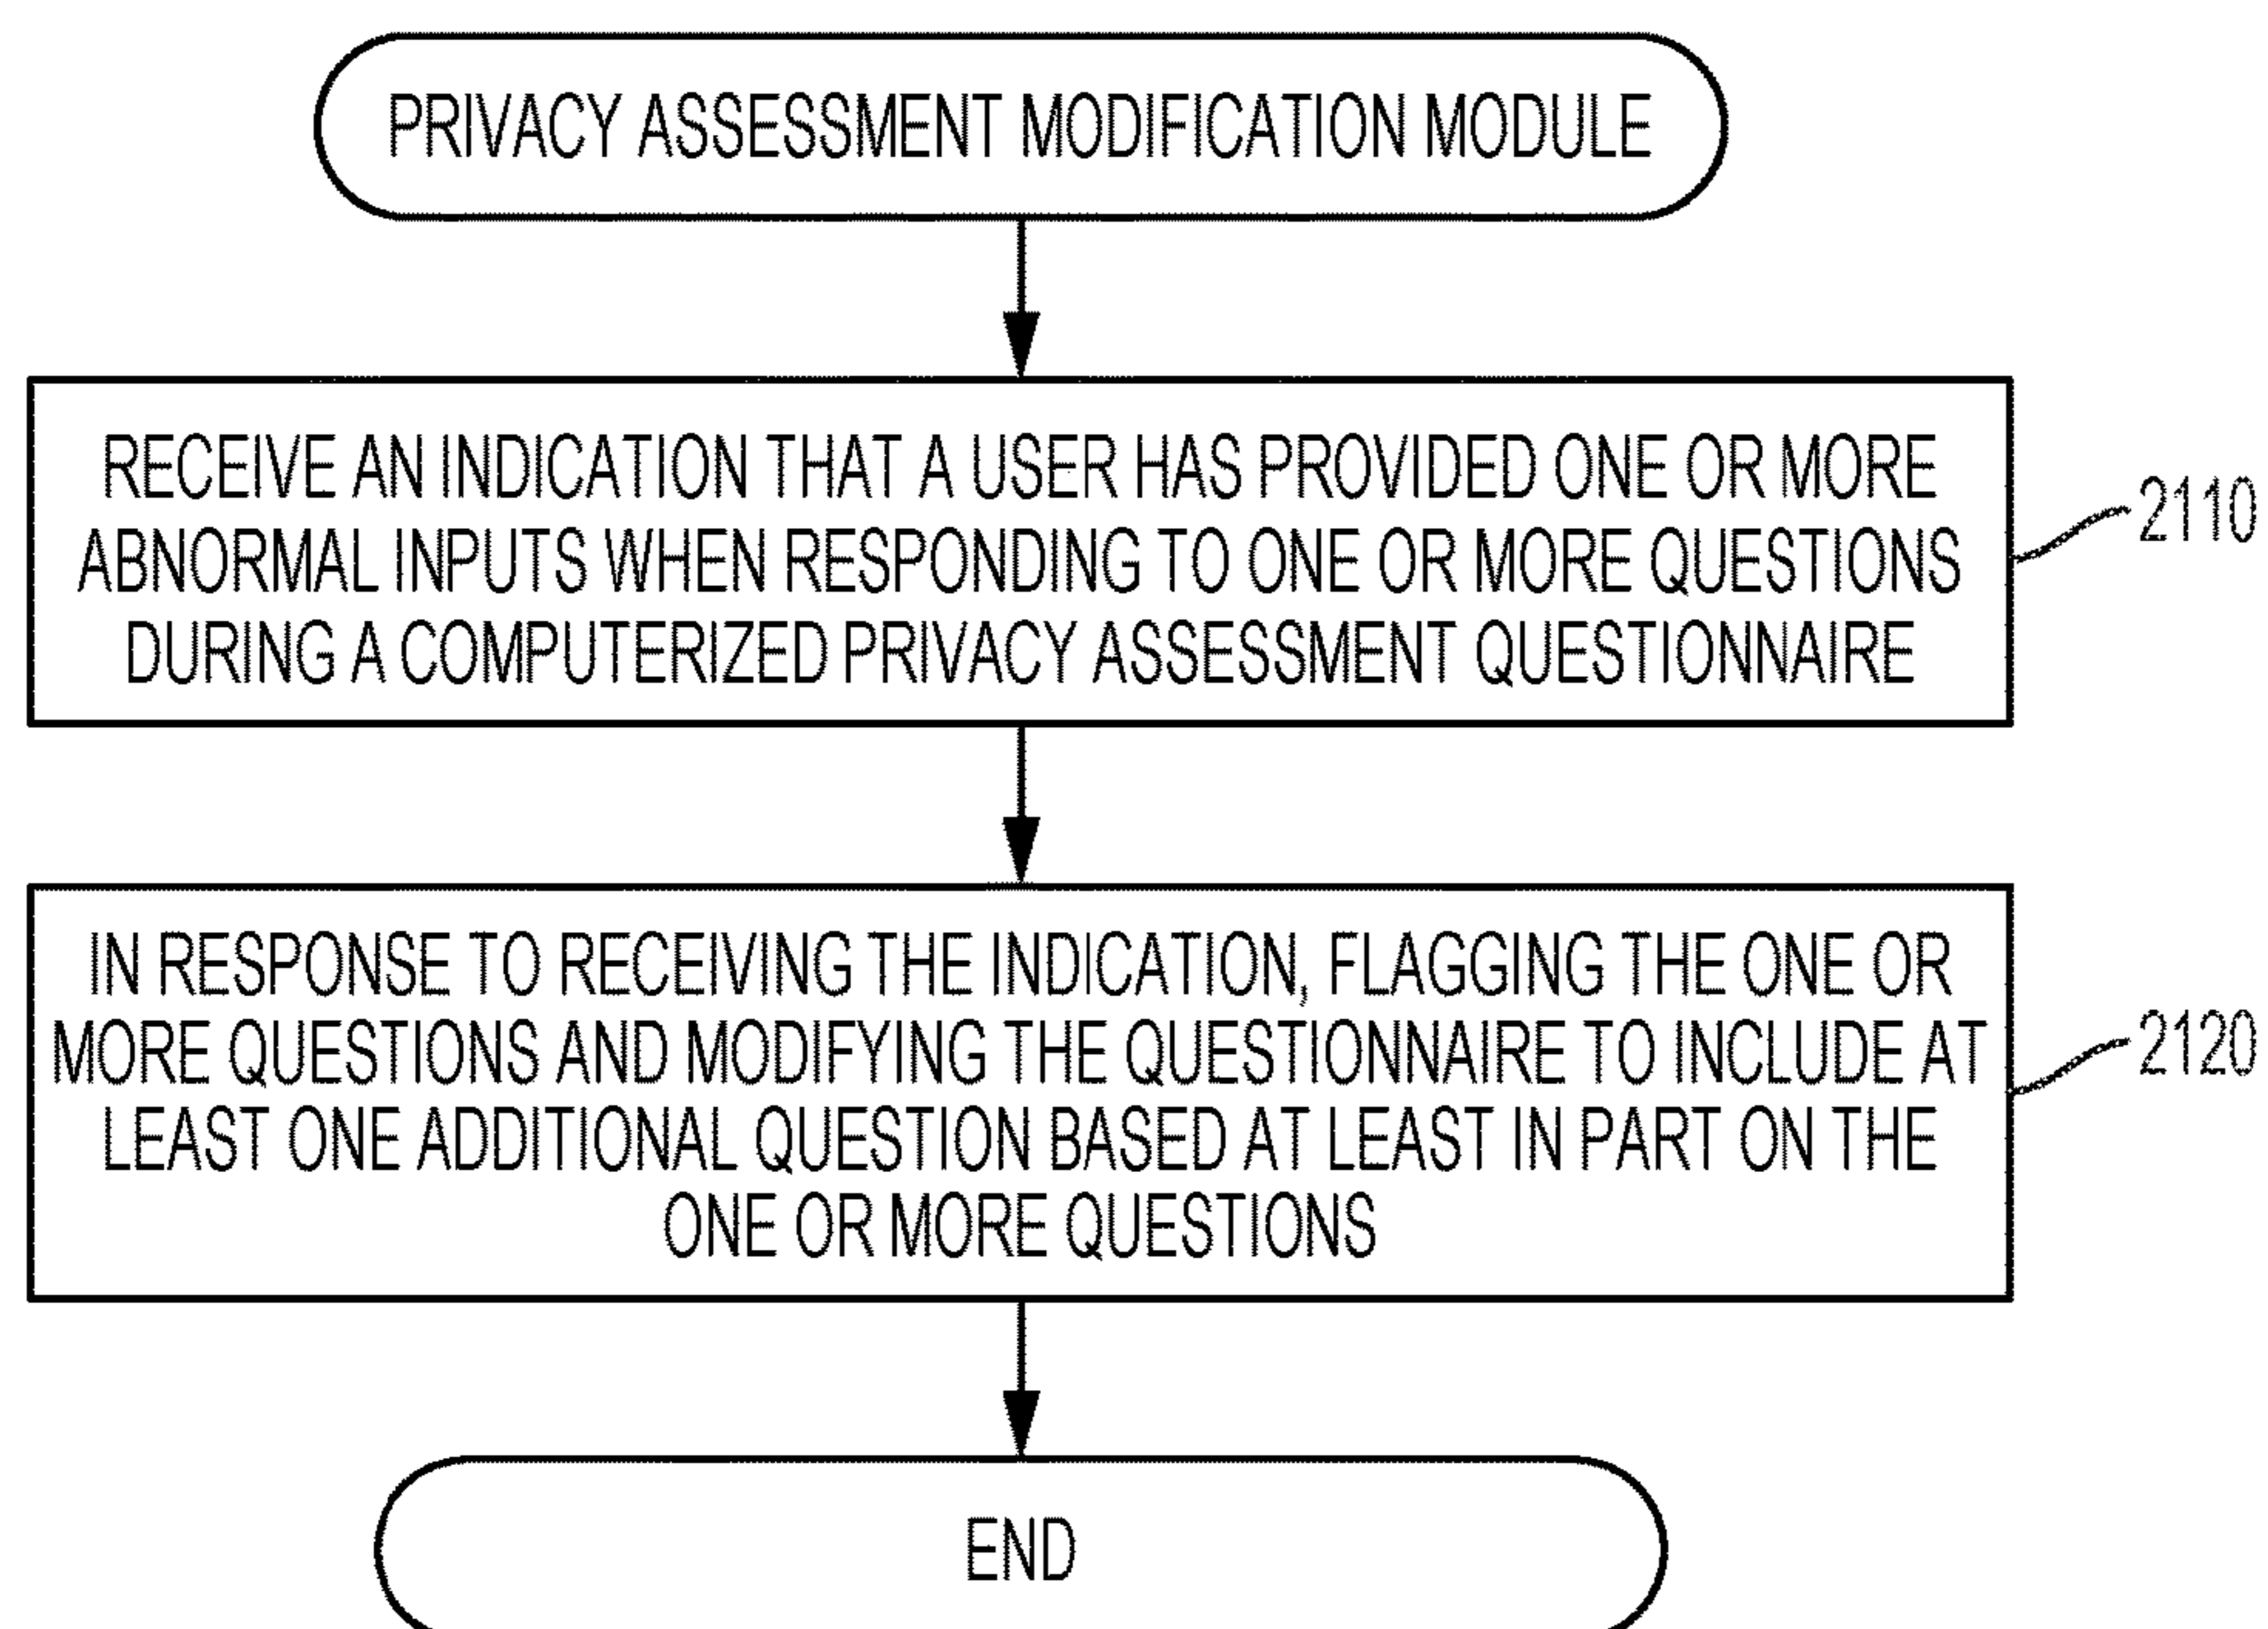 PRIVACY ASSESSMENT MODIFICATION MODULE
RECEIVE AN INDICATION THAT A USER HAS PROVIDED ONE OR MORE
ABNORMAL INPUTS WHEN RESPONDING TO ONE OR MORE QUESTIONS
DURING A COMPUTERIZED PRIVACY ASSESSMENT QUESTIONNAIRE
2110
IN RESPONSE TO RECEIVING THE INDICATION, FLAGGING THE ONE OR
MORE QUESTIONS AND MODIFYING THE QUESTIONNAIRE TO INCLUDE AT
LEAST ONE ADDITIONAL QUESTION BASED AT LEAST IN PART ON THE
ONE OR MORE QUESTIONS
2120
END